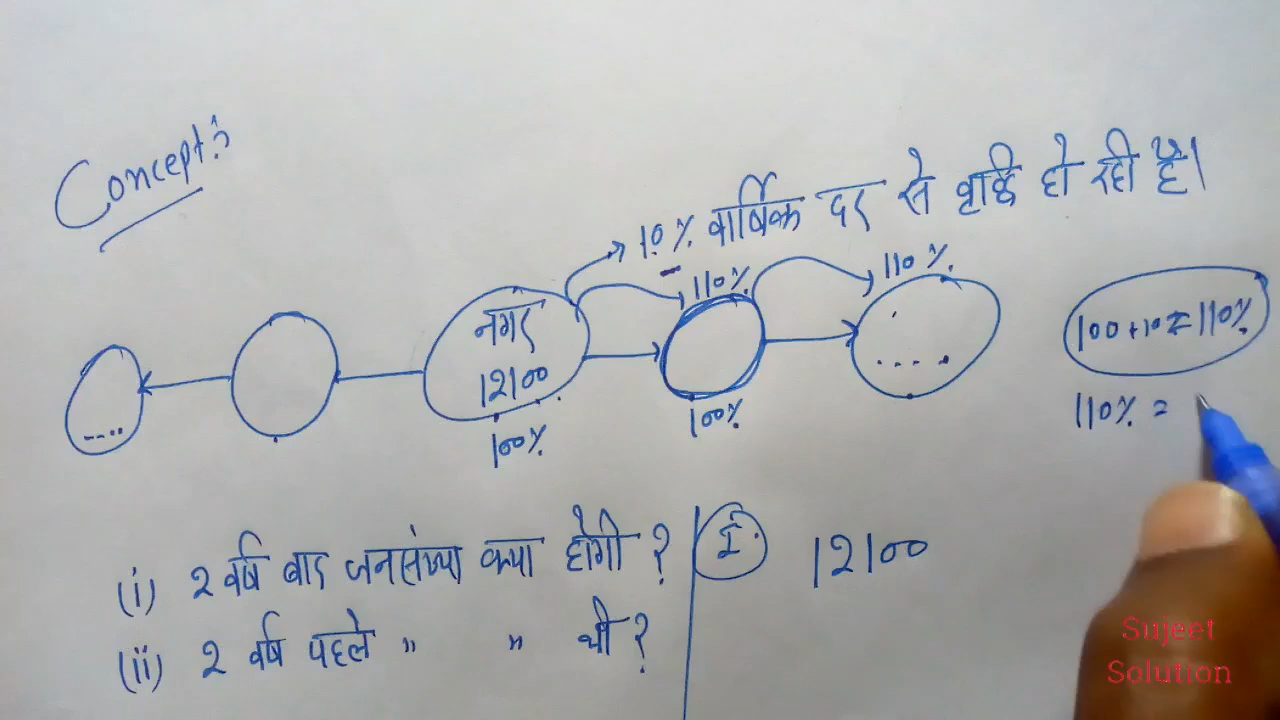 Concept:
10% वार्षिक दर से वृद्धि हो रही है।
110%
110%
नगर
12100
100%
100%
....
....
100 + 10 = 110%
110% =
(i) 2 वर्ष बाद जनसंख्या क्या होगी ?
(ii) 2 वर्ष पहले " " थी ?
I. 12100
Sujeet
Solution